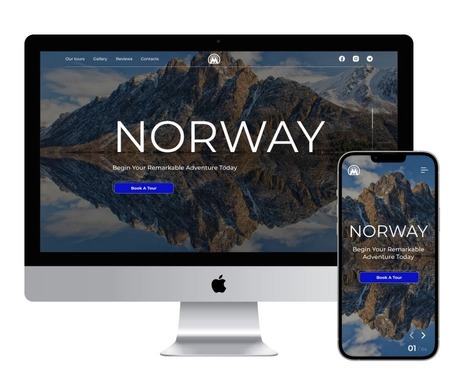 Our tours Gallery Reviews Contacts
NORWAY
Begin Your Remarkable Adventure Today
Book A Tour
NORWAY
Begin Your Remarkable
Adventure Today
Book A Tour
01